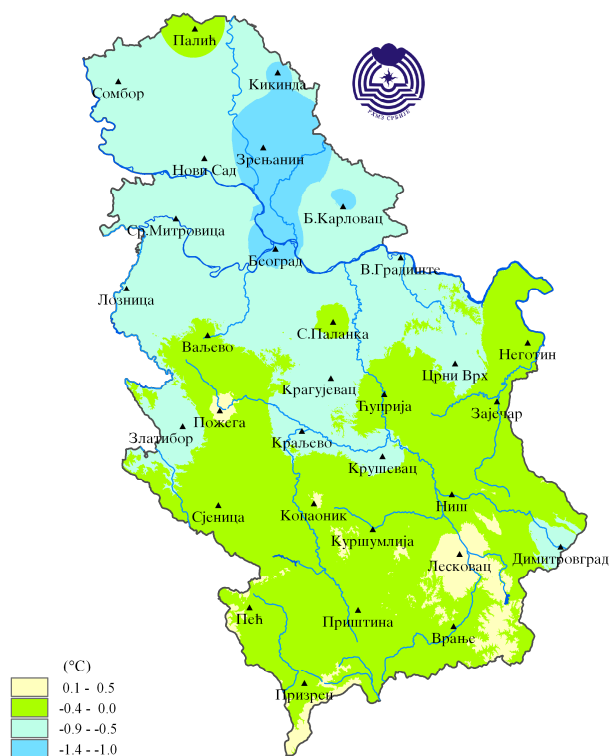 Палић
Сомбор
Кикинда
РХМЗ СРБИЈЕ
Нови Сад
Зрењанин
Б.Карловац
Ср.Митровица
Београд
В.Градиште
Лозница
С.Паланка
Ваљево
Неготин
Црни Врх
Крагујевац
Ћуприја
Зајечар
Пожега
Златибор
Краљево
Крушевац
Сјеница
Копаоник
Ниш
Куршумлија
Лесковац
Димитровград
Пећ
Приштина
Врање
Призрен
(°C)
0.1 - 0.5
-0.4 - 0.0
-0.9 - -0.5
-1.4 - -1.0